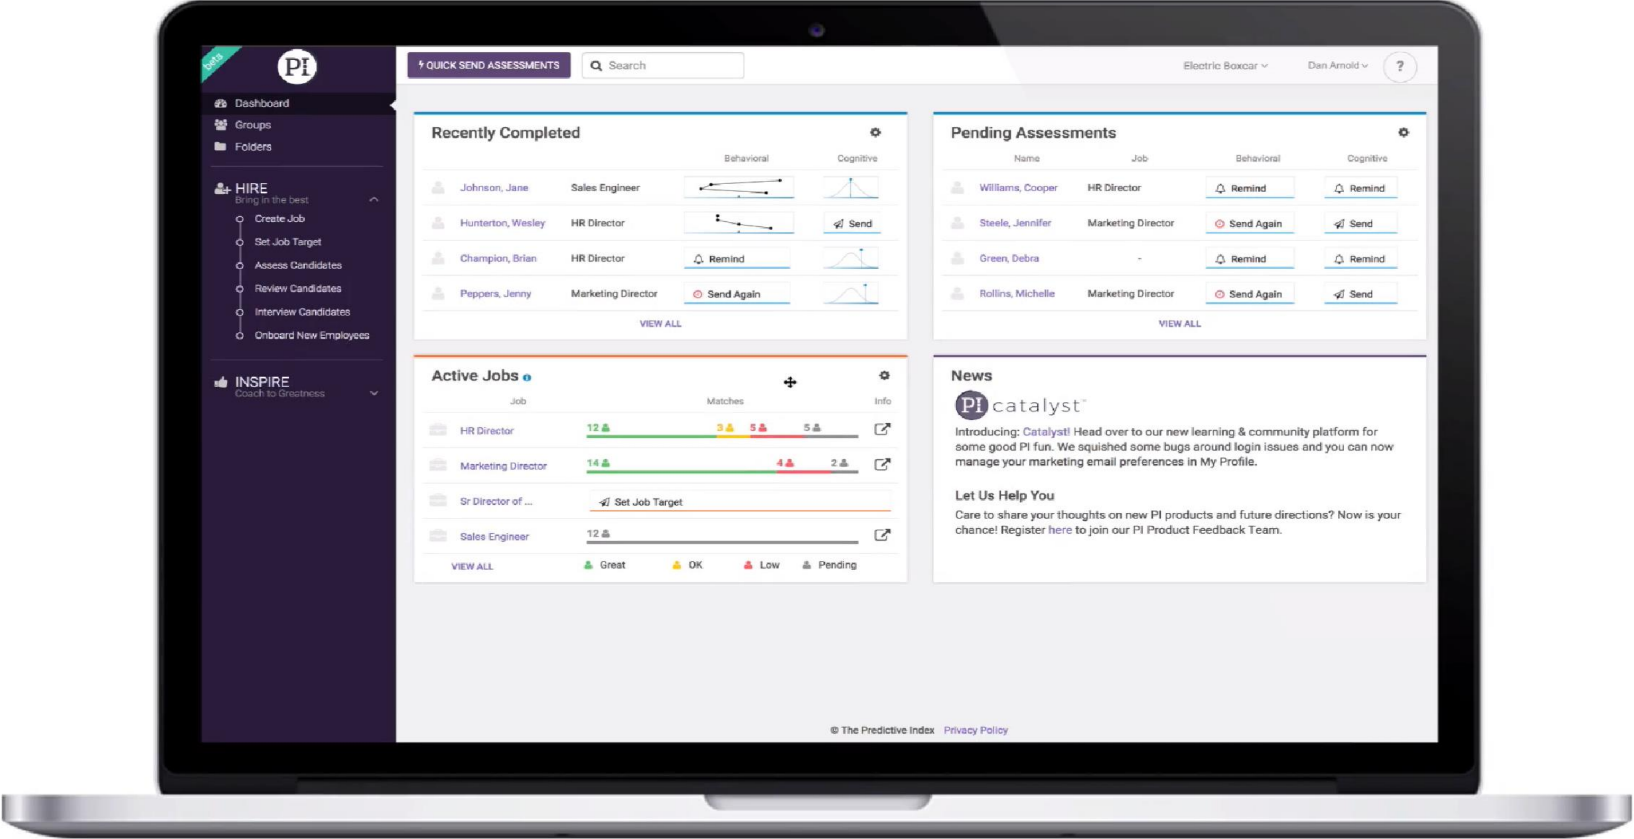 beta
PI
QUICK SEND ASSESSMENTS
Search
Electric Boxcar
Dan Arnold
?
Dashboard
Groups
Folders
HIRE
Bring in the best
Create Job
Set Job Target
Assess Candidates
Review Candidates
Interview Candidates
Onboard New Employees
INSPIRE
Coach to Greatness
Recently Completed
Behavioral Cognitive
Johnson, Jane Sales Engineer
Hunterton, Wesley HR Director Send
Champion, Brian HR Director Remind
Peppers, Jenny Marketing Director Send Again
VIEW ALL
Pending Assessments
Name Job Behavioral Cognitive
Williams, Cooper HR Director Remind Remind
Steele, Jennifer Marketing Director Send Again Send
Green, Debra - Remind Remind
Rollins, Michelle Marketing Director Send Again Send
VIEW ALL
Active Jobs
Job Matches Info
HR Director 12 3 5 5
Marketing Director 14 4 2
Sr Director of ... Set Job Target
Sales Engineer 12
VIEW ALL Great OK Low Pending
News
PI catalyst™
Introducing: Catalyst! Head over to our new learning & community platform for
some good PI fun. We squished some bugs around login issues and you can now
manage your marketing email preferences in My Profile.
Let Us Help You
Care to share your thoughts on new PI products and future directions? Now is your
chance! Register here to join our PI Product Feedback Team.
© The Predictive Index Privacy Policy